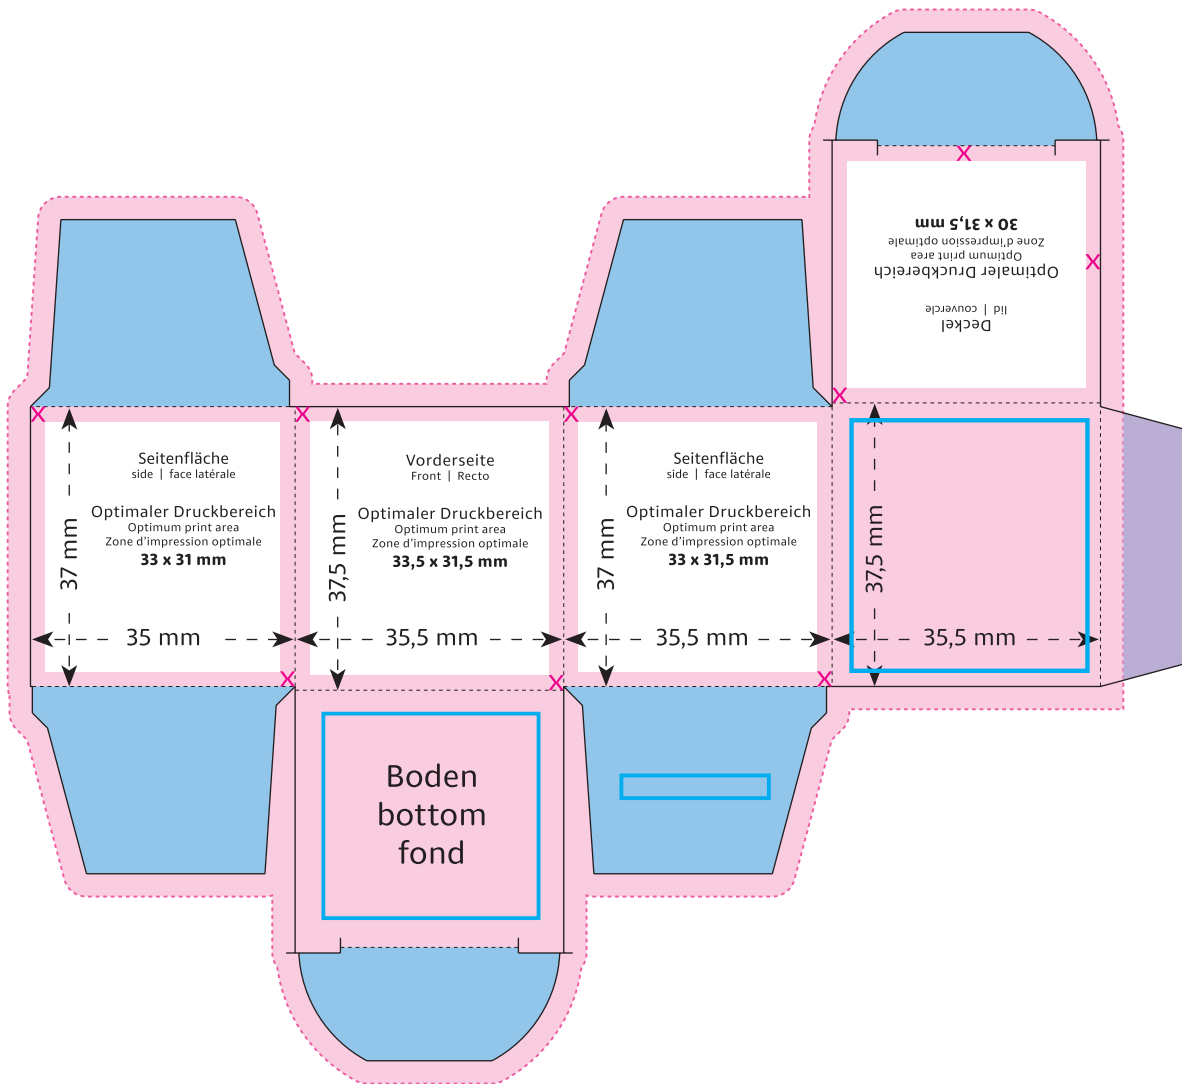 30 x 31,5 mm
Zone d'impression optimale
Optimum print area
Optimaler Druckbereich
lid | couvercle
Deckel
Seitenfläche
side | face latérale
Optimaler Druckbereich
Optimum print area
Zone d'impression optimale
33 x 31 mm
37 mm
35 mm
Vorderseite
Front | Recto
Optimaler Druckbereich
Optimum print area
Zone d'impression optimale
33,5 x 31,5 mm
37,5 mm
35,5 mm
Seitenfläche
side | face latérale
Optimaler Druckbereich
Optimum print area
Zone d'impression optimale
33 x 31,5 mm
37 mm
35,5 mm
37,5 mm
35,5 mm
Boden
bottom
fond